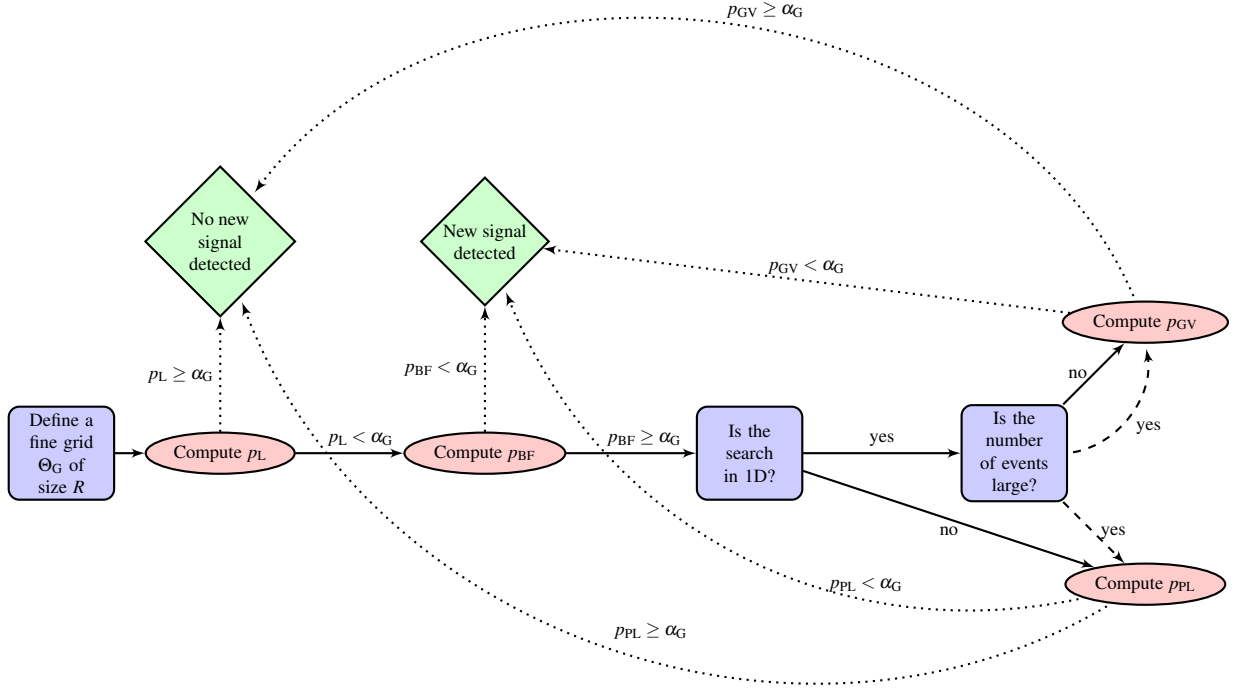 p_GV ≥ α_G
No new
signal
detected
New signal
detected
p_GV < α_G
Compute p_GV
p_L ≥ α_G
p_BF < α_G
no
yes
Define a
fine grid
Θ_G of
size R
Compute p_L
p_L < α_G
Compute p_BF
p_BF ≥ α_G
Is the
search
in 1D?
yes
Is the
number
of events
large?
no
yes
p_PL < α_G
Compute p_PL
p_PL ≥ α_G